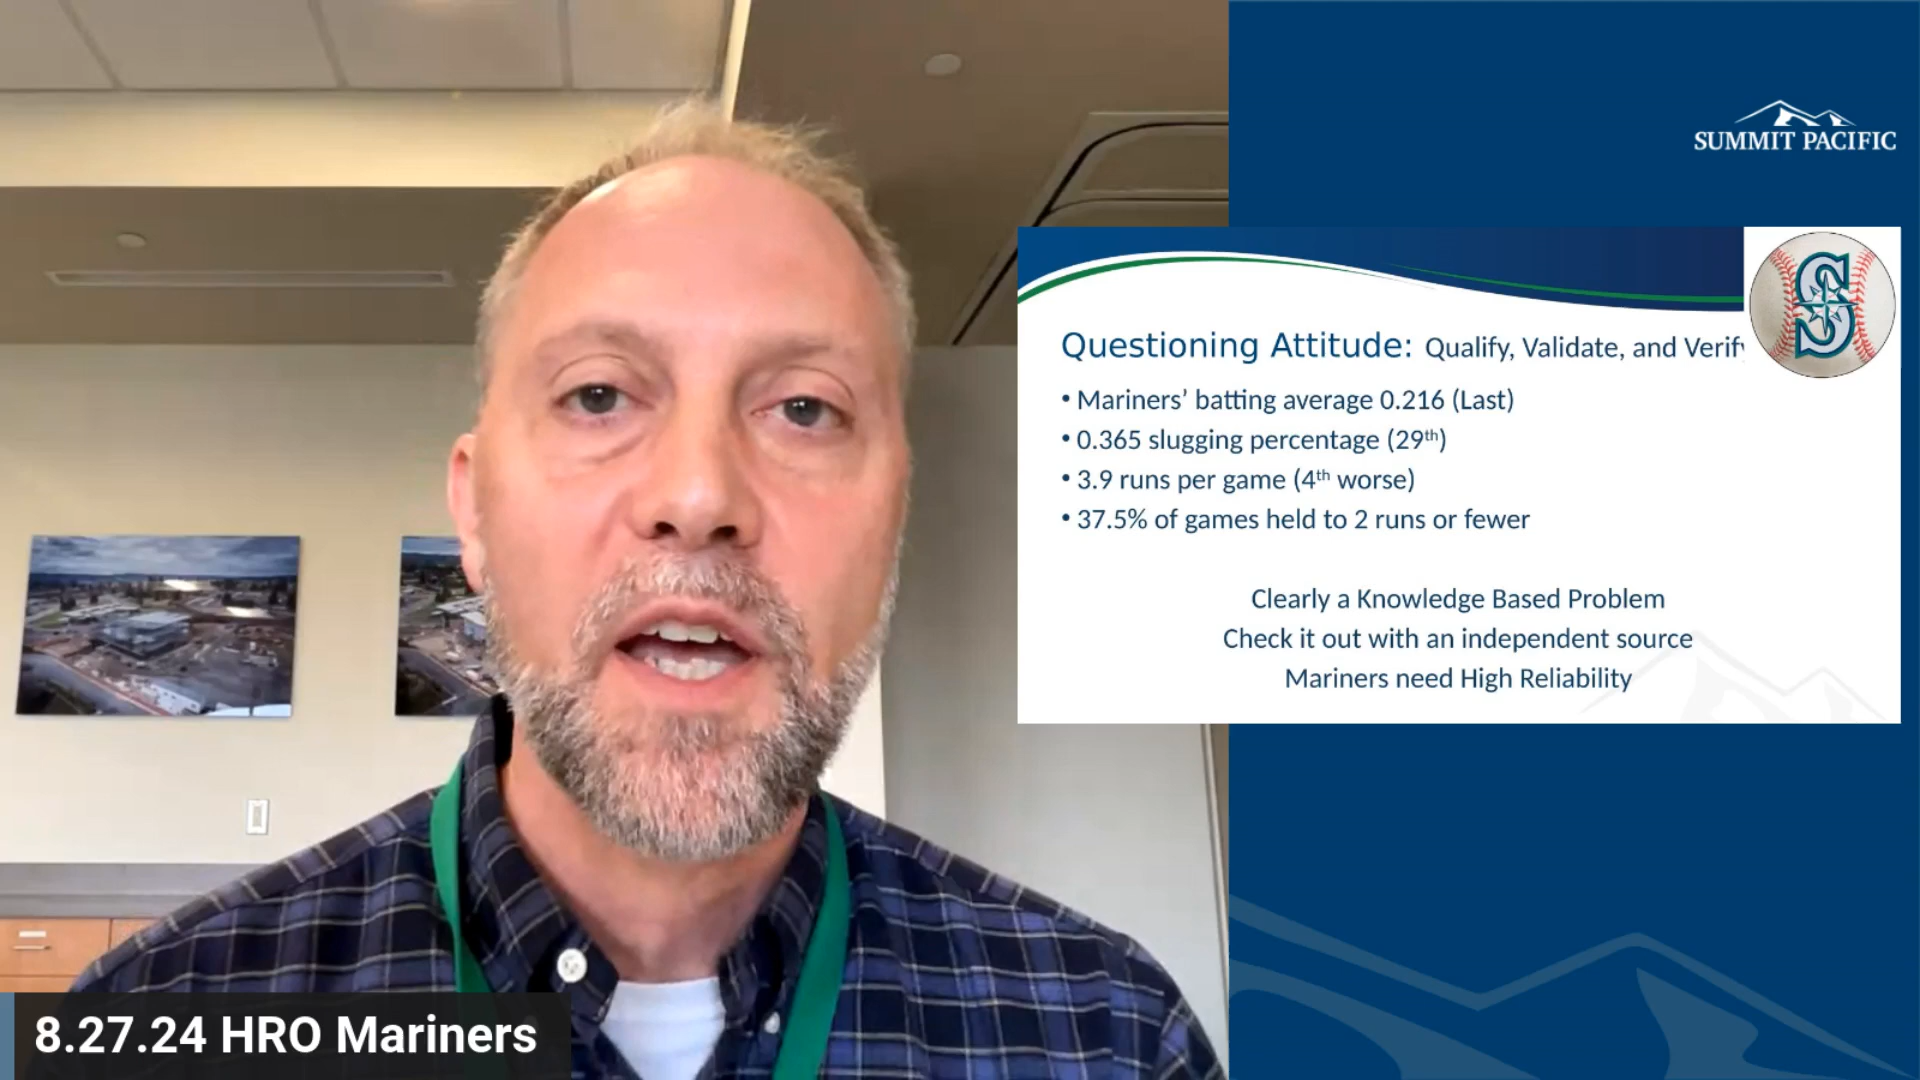 SUMMIT PACIFIC
Questioning Attitude: Qualify, Validate, and Verify
• Mariners’ batting average 0.216 (Last)
• 0.365 slugging percentage (29th)
• 3.9 runs per game (4th worse)
• 37.5% of games held to 2 runs or fewer
Clearly a Knowledge Based Problem
Check it out with an independent source
Mariners need High Reliability
S
8.27.24 HRO Mariners